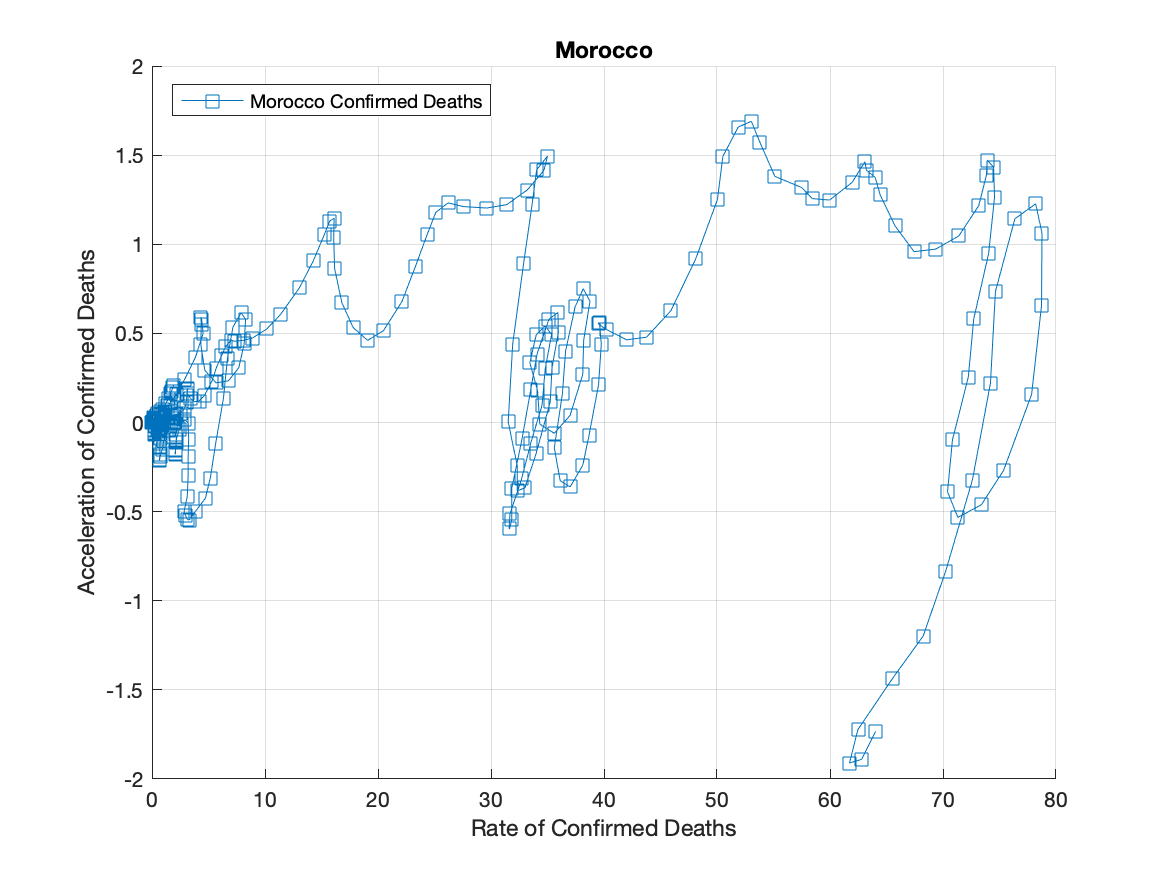 Morocco
Morocco Confirmed Deaths
2
1.5
1
0.5
0
-0.5
-1
-1.5
-2
Acceleration of Confirmed Deaths
0 10 20 30 40 50 60 70 80
Rate of Confirmed Deaths